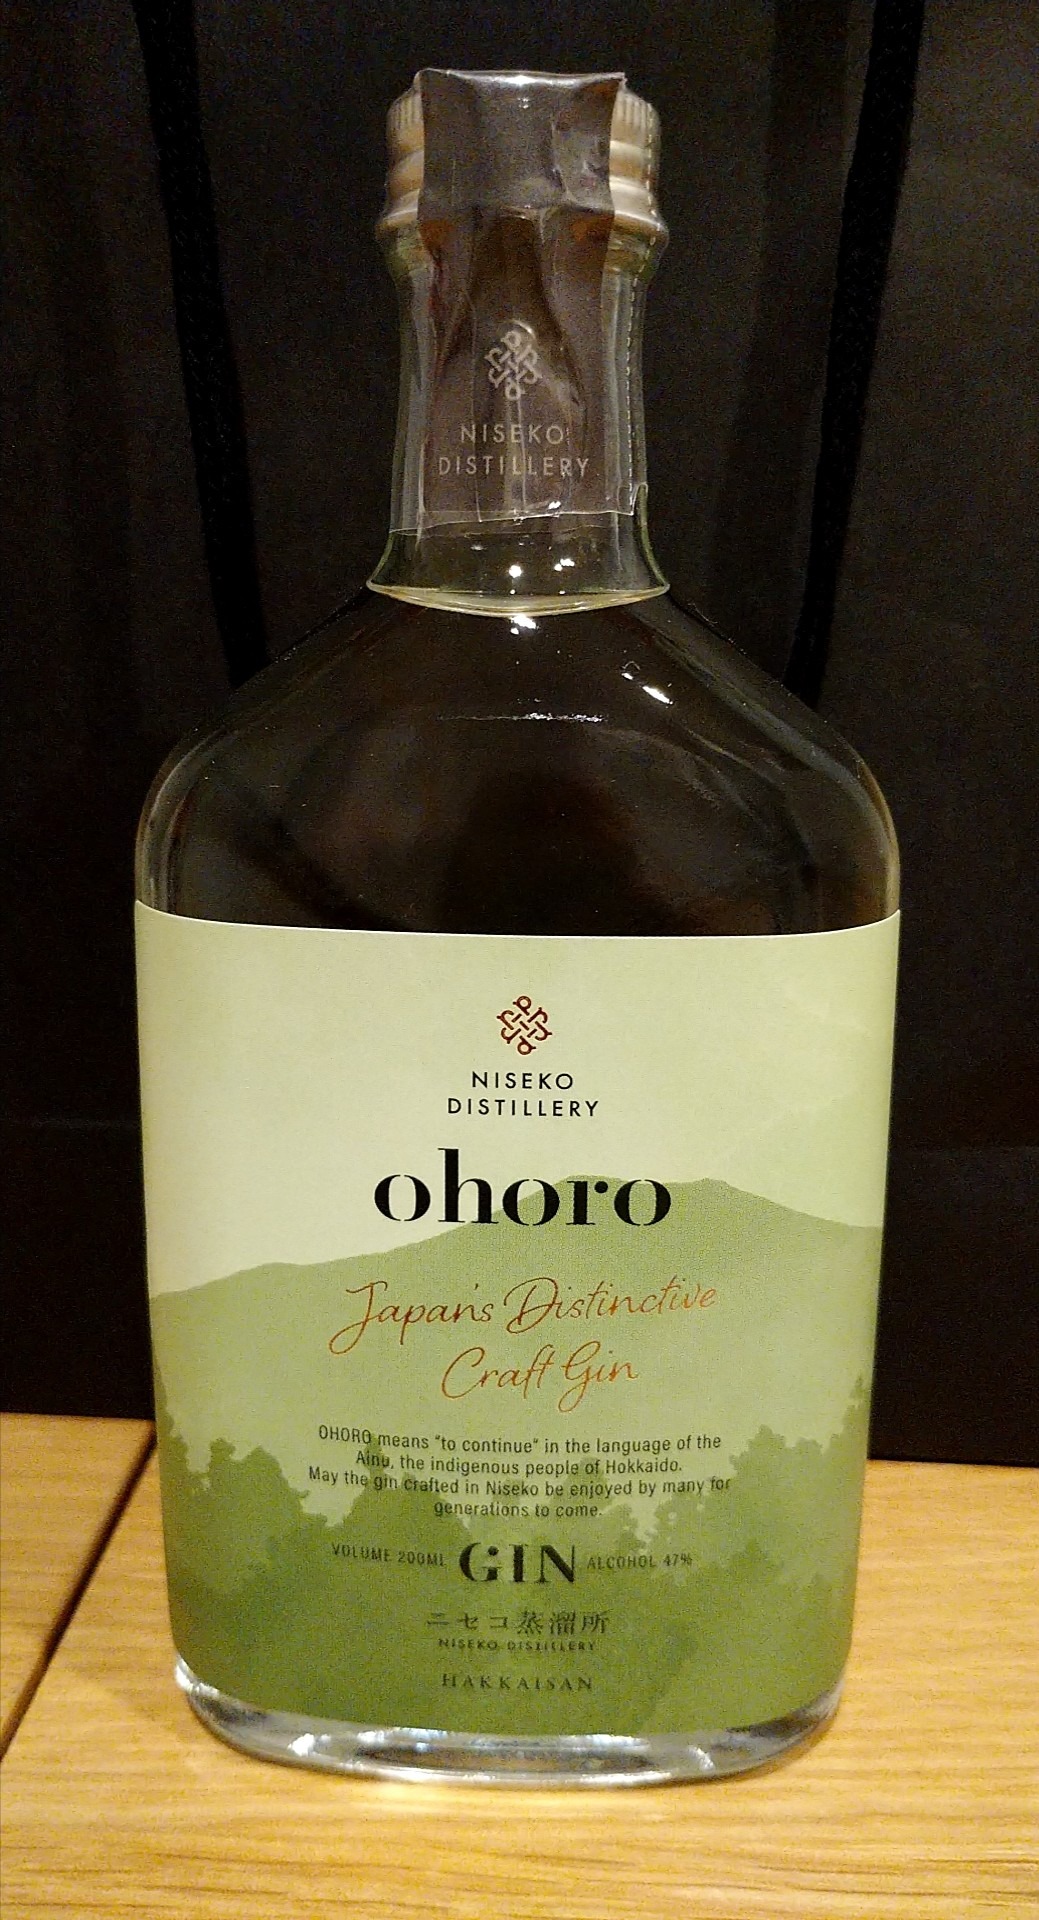 NISEKO
DISTILLERY
NISEKO
DISTILLERY
ohoro
Japan's Distinctive
Craft Gin
OHORO means "to continue" in the language of the
Ainu, the indigenous people of Hokkaido.
May the gin crafted in Niseko be enjoyed by many for
generations to come.
VOLUME 200ML GIN ALCOHOL 47%
ニセコ蒸溜所
NISEKO DISTILLERY
HAKKAISAN